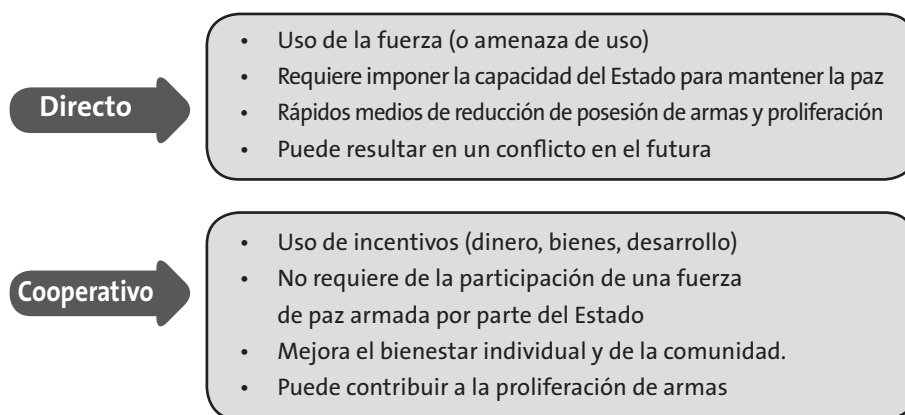 Directo
• Uso de la fuerza (o amenaza de uso)
• Requiere imponer la capacidad del Estado para mantener la paz
• Rápidos medios de reducción de posesión de armas y proliferación
• Puede resultar en un conflicto en el futura
Cooperativo
• Uso de incentivos (dinero, bienes, desarrollo)
• No requiere de la participación de una fuerza
de paz armada por parte del Estado
• Mejora el bienestar individual y de la comunidad.
• Puede contribuir a la proliferación de armas